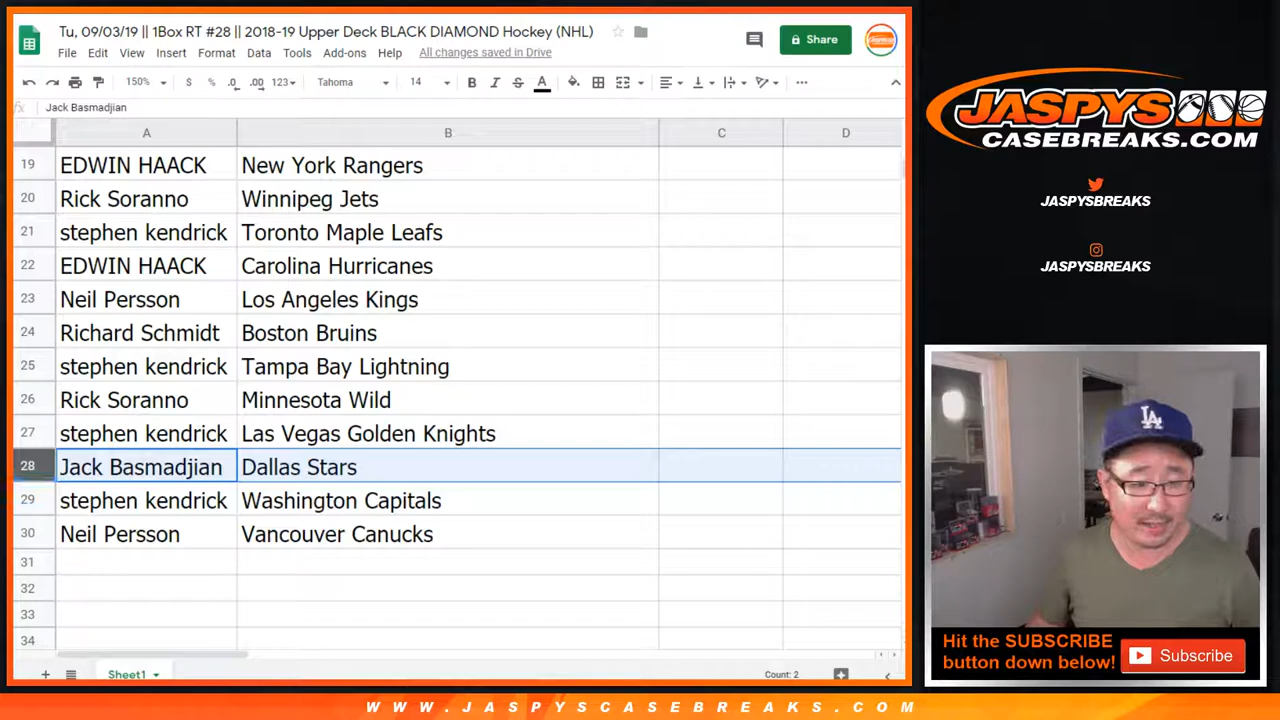 Tu, 09/03/19 || 1Box RT #28 || 2018-19 Upper Deck BLACK DIAMOND Hockey (NHL)
File Edit View Insert Format Data Tools Add-ons Help All changes saved in Drive
Share
150% $ % .0 .00 123 Tahoma 14 B I S A
fx Jack Basmadjian
A B C D
19 EDWIN HAACK New York Rangers
20 Rick Soranno Winnipeg Jets
21 stephen kendrick Toronto Maple Leafs
22 EDWIN HAACK Carolina Hurricanes
23 Neil Persson Los Angeles Kings
24 Richard Schmidt Boston Bruins
25 stephen kendrick Tampa Bay Lightning
26 Rick Soranno Minnesota Wild
27 stephen kendrick Las Vegas Golden Knights
28 Jack Basmadjian Dallas Stars
29 stephen kendrick Washington Capitals
30 Neil Persson Vancouver Canucks
31
32
33
34
Sheet1
Count: 2
JASPYS
CASEBREAKS.COM
JASPYSBREAKS
JASPYSBREAKS
LA
Hit the SUBSCRIBE
button down below!
Subscribe
WWW.JASPYSCASEBREAKS.COM